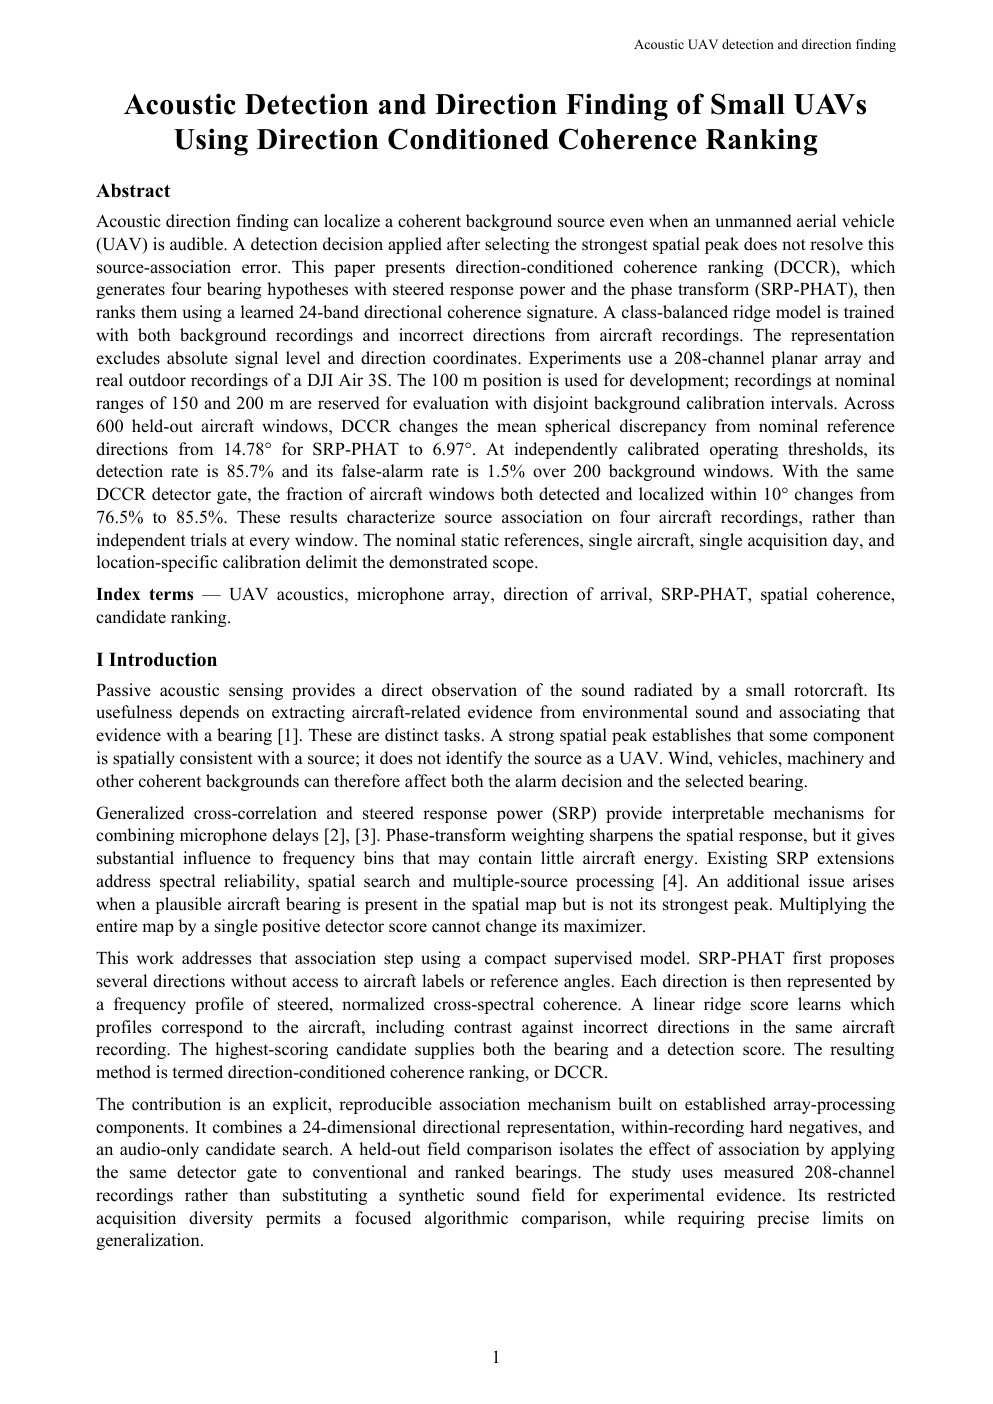 Acoustic UAV detection and direction finding
Acoustic Detection and Direction Finding of Small UAVs
Using Direction Conditioned Coherence Ranking
Abstract
Acoustic direction finding can localize a coherent background source even when an unmanned aerial vehicle
(UAV) is audible. A detection decision applied after selecting the strongest spatial peak does not resolve this
source-association error. This paper presents direction-conditioned coherence ranking (DCCR), which
generates four bearing hypotheses with steered response power and the phase transform (SRP-PHAT), then
ranks them using a learned 24-band directional coherence signature. A class-balanced ridge model is trained
with both background recordings and incorrect directions from aircraft recordings. The representation
excludes absolute signal level and direction coordinates. Experiments use a 208-channel planar array and
real outdoor recordings of a DJI Air 3S. The 100 m position is used for development; recordings at nominal
ranges of 150 and 200 m are reserved for evaluation with disjoint background calibration intervals. Across
600 held-out aircraft windows, DCCR changes the mean spherical discrepancy from nominal reference
directions from 14.78° for SRP-PHAT to 6.97°. At independently calibrated operating thresholds, its
detection rate is 85.7% and its false-alarm rate is 1.5% over 200 background windows. With the same
DCCR detector gate, the fraction of aircraft windows both detected and localized within 10° changes from
76.5% to 85.5%. These results characterize source association on four aircraft recordings, rather than
independent trials at every window. The nominal static references, single aircraft, single acquisition day, and
location-specific calibration delimit the demonstrated scope.
Index terms — UAV acoustics, microphone array, direction of arrival, SRP-PHAT, spatial coherence,
candidate ranking.
I Introduction
Passive acoustic sensing provides a direct observation of the sound radiated by a small rotorcraft. Its
usefulness depends on extracting aircraft-related evidence from environmental sound and associating that
evidence with a bearing [1]. These are distinct tasks. A strong spatial peak establishes that some component
is spatially consistent with a source; it does not identify the source as a UAV. Wind, vehicles, machinery and
other coherent backgrounds can therefore affect both the alarm decision and the selected bearing.
Generalized cross-correlation and steered response power (SRP) provide interpretable mechanisms for
combining microphone delays [2], [3]. Phase-transform weighting sharpens the spatial response, but it gives
substantial influence to frequency bins that may contain little aircraft energy. Existing SRP extensions
address spectral reliability, spatial search and multiple-source processing [4]. An additional issue arises
when a plausible aircraft bearing is present in the spatial map but is not its strongest peak. Multiplying the
entire map by a single positive detector score cannot change its maximizer.
This work addresses that association step using a compact supervised model. SRP-PHAT first proposes
several directions without access to aircraft labels or reference angles. Each direction is then represented by
a frequency profile of steered, normalized cross-spectral coherence. A linear ridge score learns which
profiles correspond to the aircraft, including contrast against incorrect directions in the same aircraft
recording. The highest-scoring candidate supplies both the bearing and a detection score. The resulting
method is termed direction-conditioned coherence ranking, or DCCR.
The contribution is an explicit, reproducible association mechanism built on established array-processing
components. It combines a 24-dimensional directional representation, within-recording hard negatives, and
an audio-only candidate search. A held-out field comparison isolates the effect of association by applying
the same detector gate to conventional and ranked bearings. The study uses measured 208-channel
recordings rather than substituting a synthetic sound field for experimental evidence. Its restricted
acquisition diversity permits a focused algorithmic comparison, while requiring precise limits on
generalization.
1